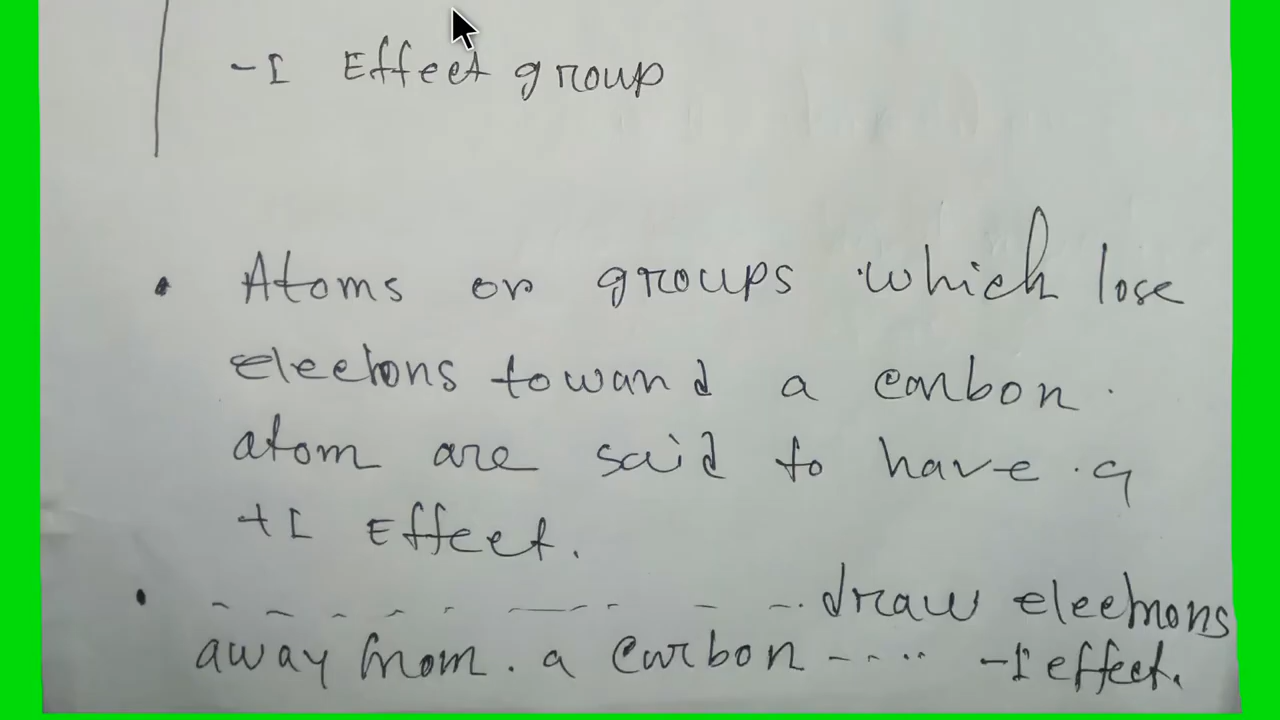 -I Effect group
• Atoms or groups which lose
electrons toward a carbon.
atom are said to have a
+I Effect.
• - - - - - - - - - - draw electrons
away from. a carbon - - - - -I effect.